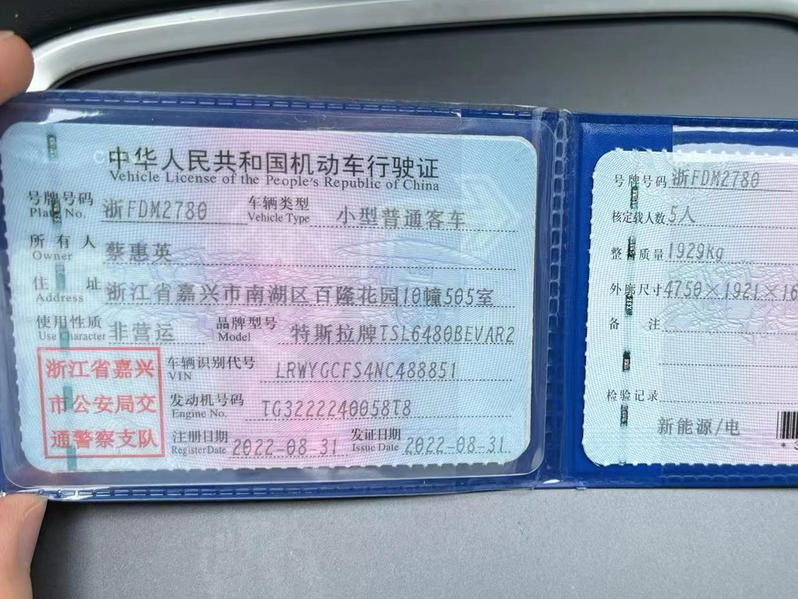 中华人民共和国机动车行驶证
Vehicle License of the People's Republic of China
号牌号码 浙FDM2780 车辆类型 小型普通客车
Plate No. Vehicle Type
所有人 蔡惠英
Owner
住址 浙江省嘉兴市南湖区百隆花园10幢505室
Address
使用性质 非营运 品牌型号 特斯拉牌TSL6480BEVAR2
Use Character Model
浙江省嘉兴
市公安局交
通警察支队
车辆识别代号 LRWYGCFS4NC488851
VIN
发动机号码 TG3222240058T8
Engine No.
注册日期 2022-08-31 发证日期 2022-08-31
Register Date Issue Date
号牌号码 浙FDM2780
核定载人数 5人
整备质量 1929Kg
外廓尺寸 4750×1921×16
备注
检验记录
新能源/电